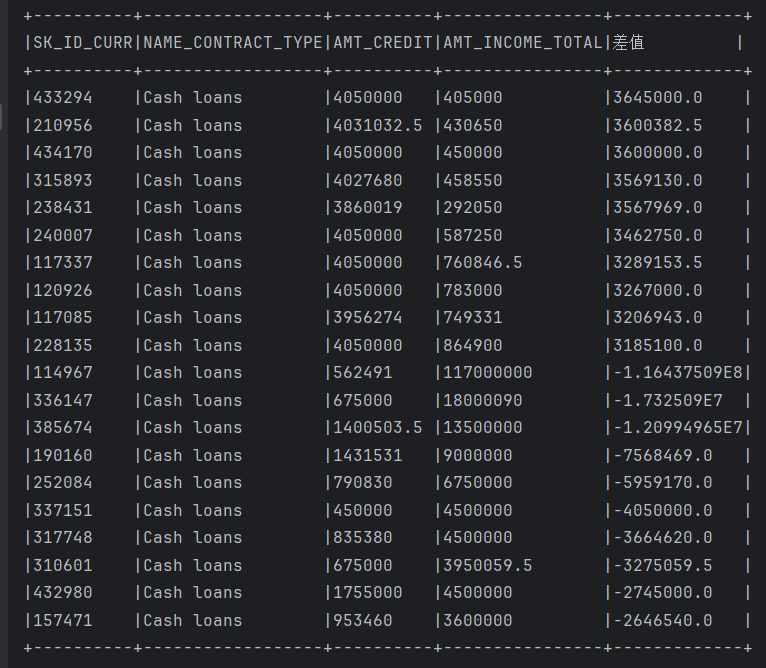 +----------+------------------+----------+----------------+-------------+
|SK_ID_CURR|NAME_CONTRACT_TYPE|AMT_CREDIT|AMT_INCOME_TOTAL|差值         |
+----------+------------------+----------+----------------+-------------+
|433294    |Cash loans        |4050000   |405000          |3645000.0    |
|210956    |Cash loans        |4031032.5 |430650          |3600382.5    |
|434170    |Cash loans        |4050000   |450000          |3600000.0    |
|315893    |Cash loans        |4027680   |458550          |3569130.0    |
|238431    |Cash loans        |3860019   |292050          |3567969.0    |
|240007    |Cash loans        |4050000   |587250          |3462750.0    |
|117337    |Cash loans        |4050000   |760846.5        |3289153.5    |
|120926    |Cash loans        |4050000   |783000          |3267000.0    |
|117085    |Cash loans        |3956274   |749331          |3206943.0    |
|228135    |Cash loans        |4050000   |864900          |3185100.0    |
|114967    |Cash loans        |562491    |117000000       |-1.16437509E8|
|336147    |Cash loans        |675000    |18000090        |-1.732509E7  |
|385674    |Cash loans        |1400503.5 |13500000        |-1.20994965E7|
|190160    |Cash loans        |1431531   |9000000         |-7568469.0   |
|252084    |Cash loans        |790830    |6750000         |-5959170.0   |
|337151    |Cash loans        |450000    |4500000         |-4050000.0   |
|317748    |Cash loans        |835380    |4500000         |-3664620.0   |
|310601    |Cash loans        |675000    |3950059.5       |-3275059.5   |
|432980    |Cash loans        |1755000   |4500000         |-2745000.0   |
|157471    |Cash loans        |953460    |3600000         |-2646540.0   |
+----------+------------------+----------+----------------+-------------+